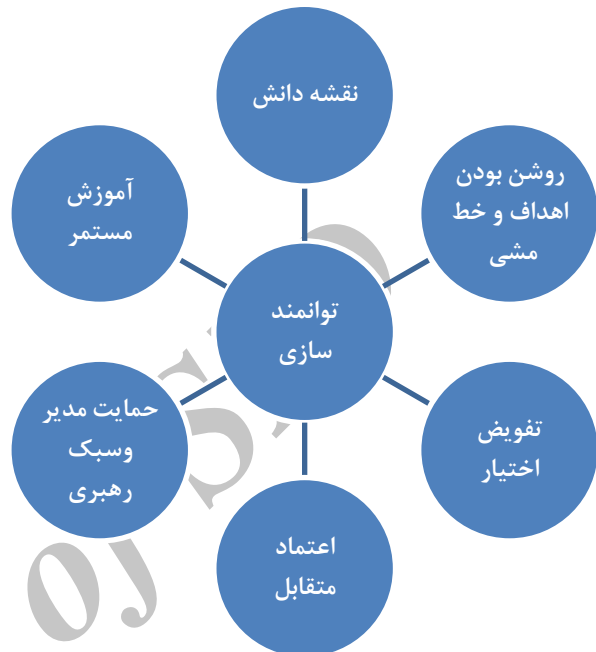 نقشه دانش
روشن بودن
اهداف و خط
مشی
آموزش
مستمر
توانمند
سازی
تفویض
اختیار
حمایت مدیر
وسبک
رهبری
اعتماد
متقابل